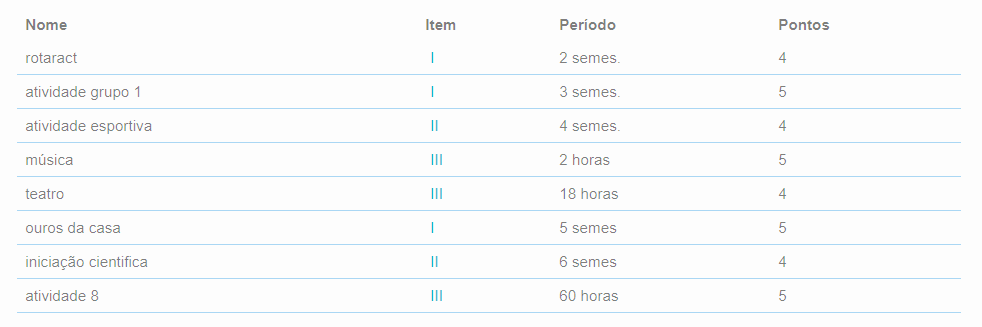 Nome Item Período Pontos
rotaract I 2 semes. 4
atividade grupo 1 I 3 semes. 5
atividade esportiva II 4 semes. 4
música III 2 horas 5
teatro III 18 horas 4
ouros da casa I 5 semes 5
iniciação cientifica II 6 semes 4
atividade 8 III 60 horas 5